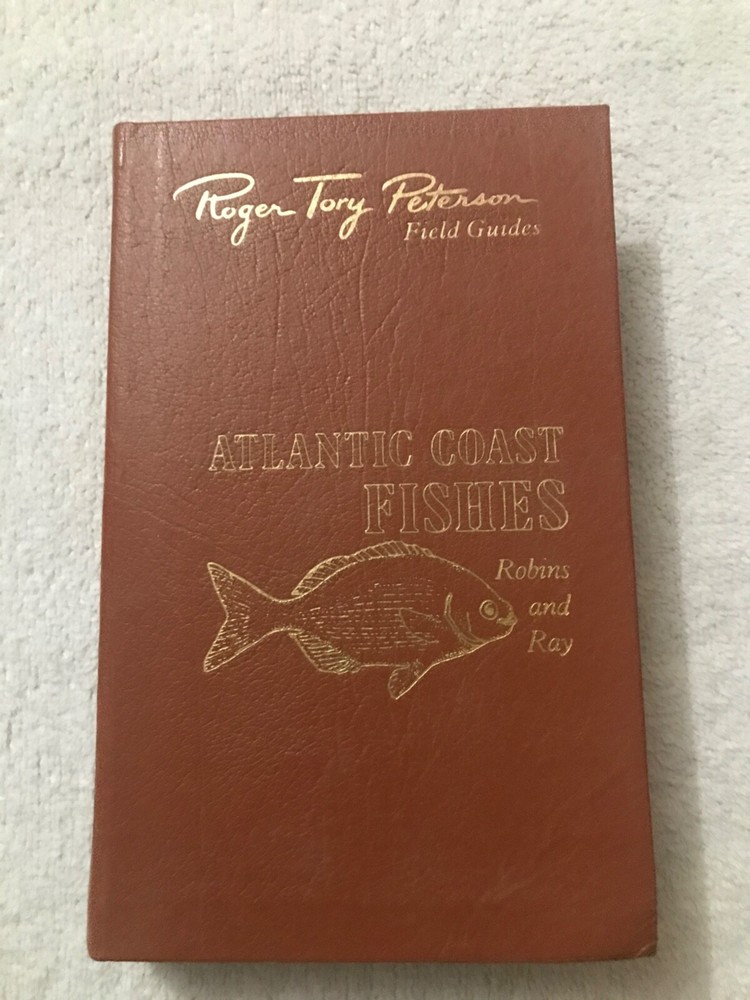 Roger Tory Peterson
Field Guides
ATLANTIC COAST
FISHES
Robins
and
Ray